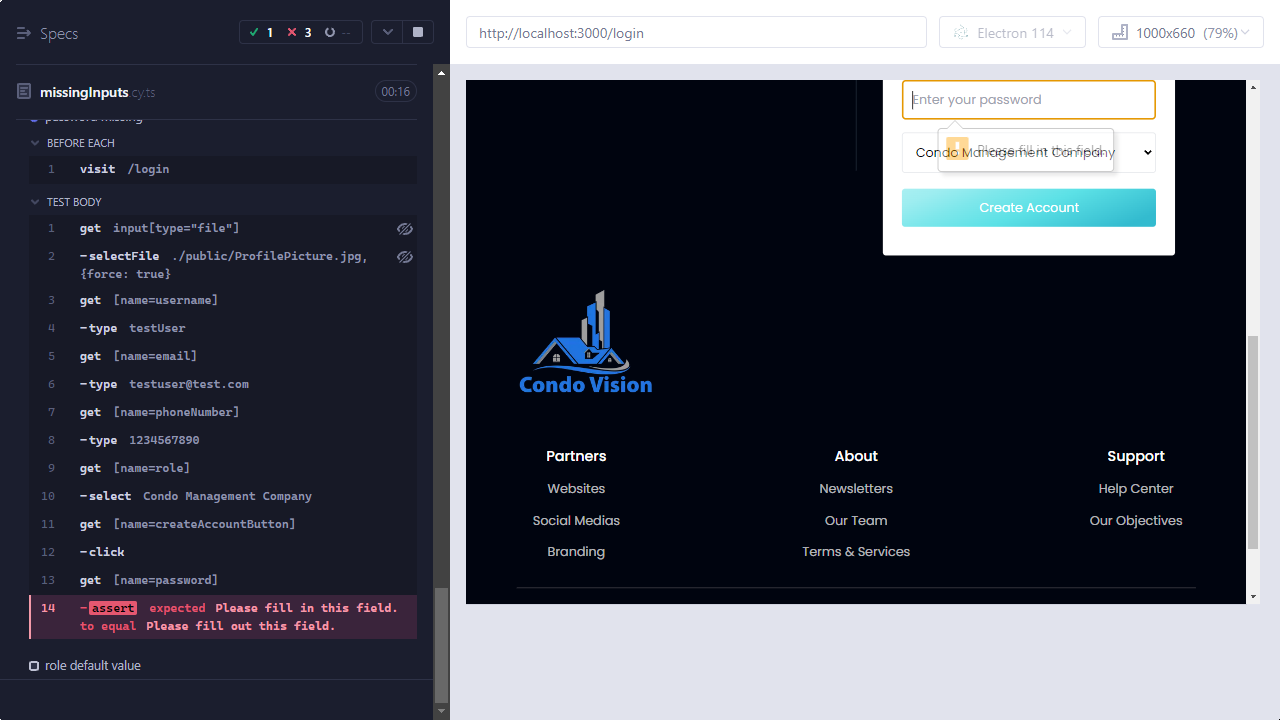 Specs
1
3
--
missingInputs.cy.ts
00:16
password missing
BEFORE EACH
1 visit /login
TEST BODY
1 get input[type="file"]
2 -selectFile ./public/ProfilePicture.jpg,
{force: true}
3 get [name=username]
4 -type testUser
5 get [name=email]
6 -type testuser@test.com
7 get [name=phoneNumber]
8 -type 1234567890
9 get [name=role]
10 -select Condo Management Company
11 get [name=createAccountButton]
12 -click
13 get [name=password]
14 -assert expected Please fill in this field.
to equal Please fill out this field.
role default value
http://localhost:3000/login
Electron 114
1000x660 (79%)
Enter your password
Please fill in this field.
Condo Management Company
Create Account
Condo Vision
Partners
Websites
Social Medias
Branding
About
Newsletters
Our Team
Terms & Services
Support
Help Center
Our Objectives